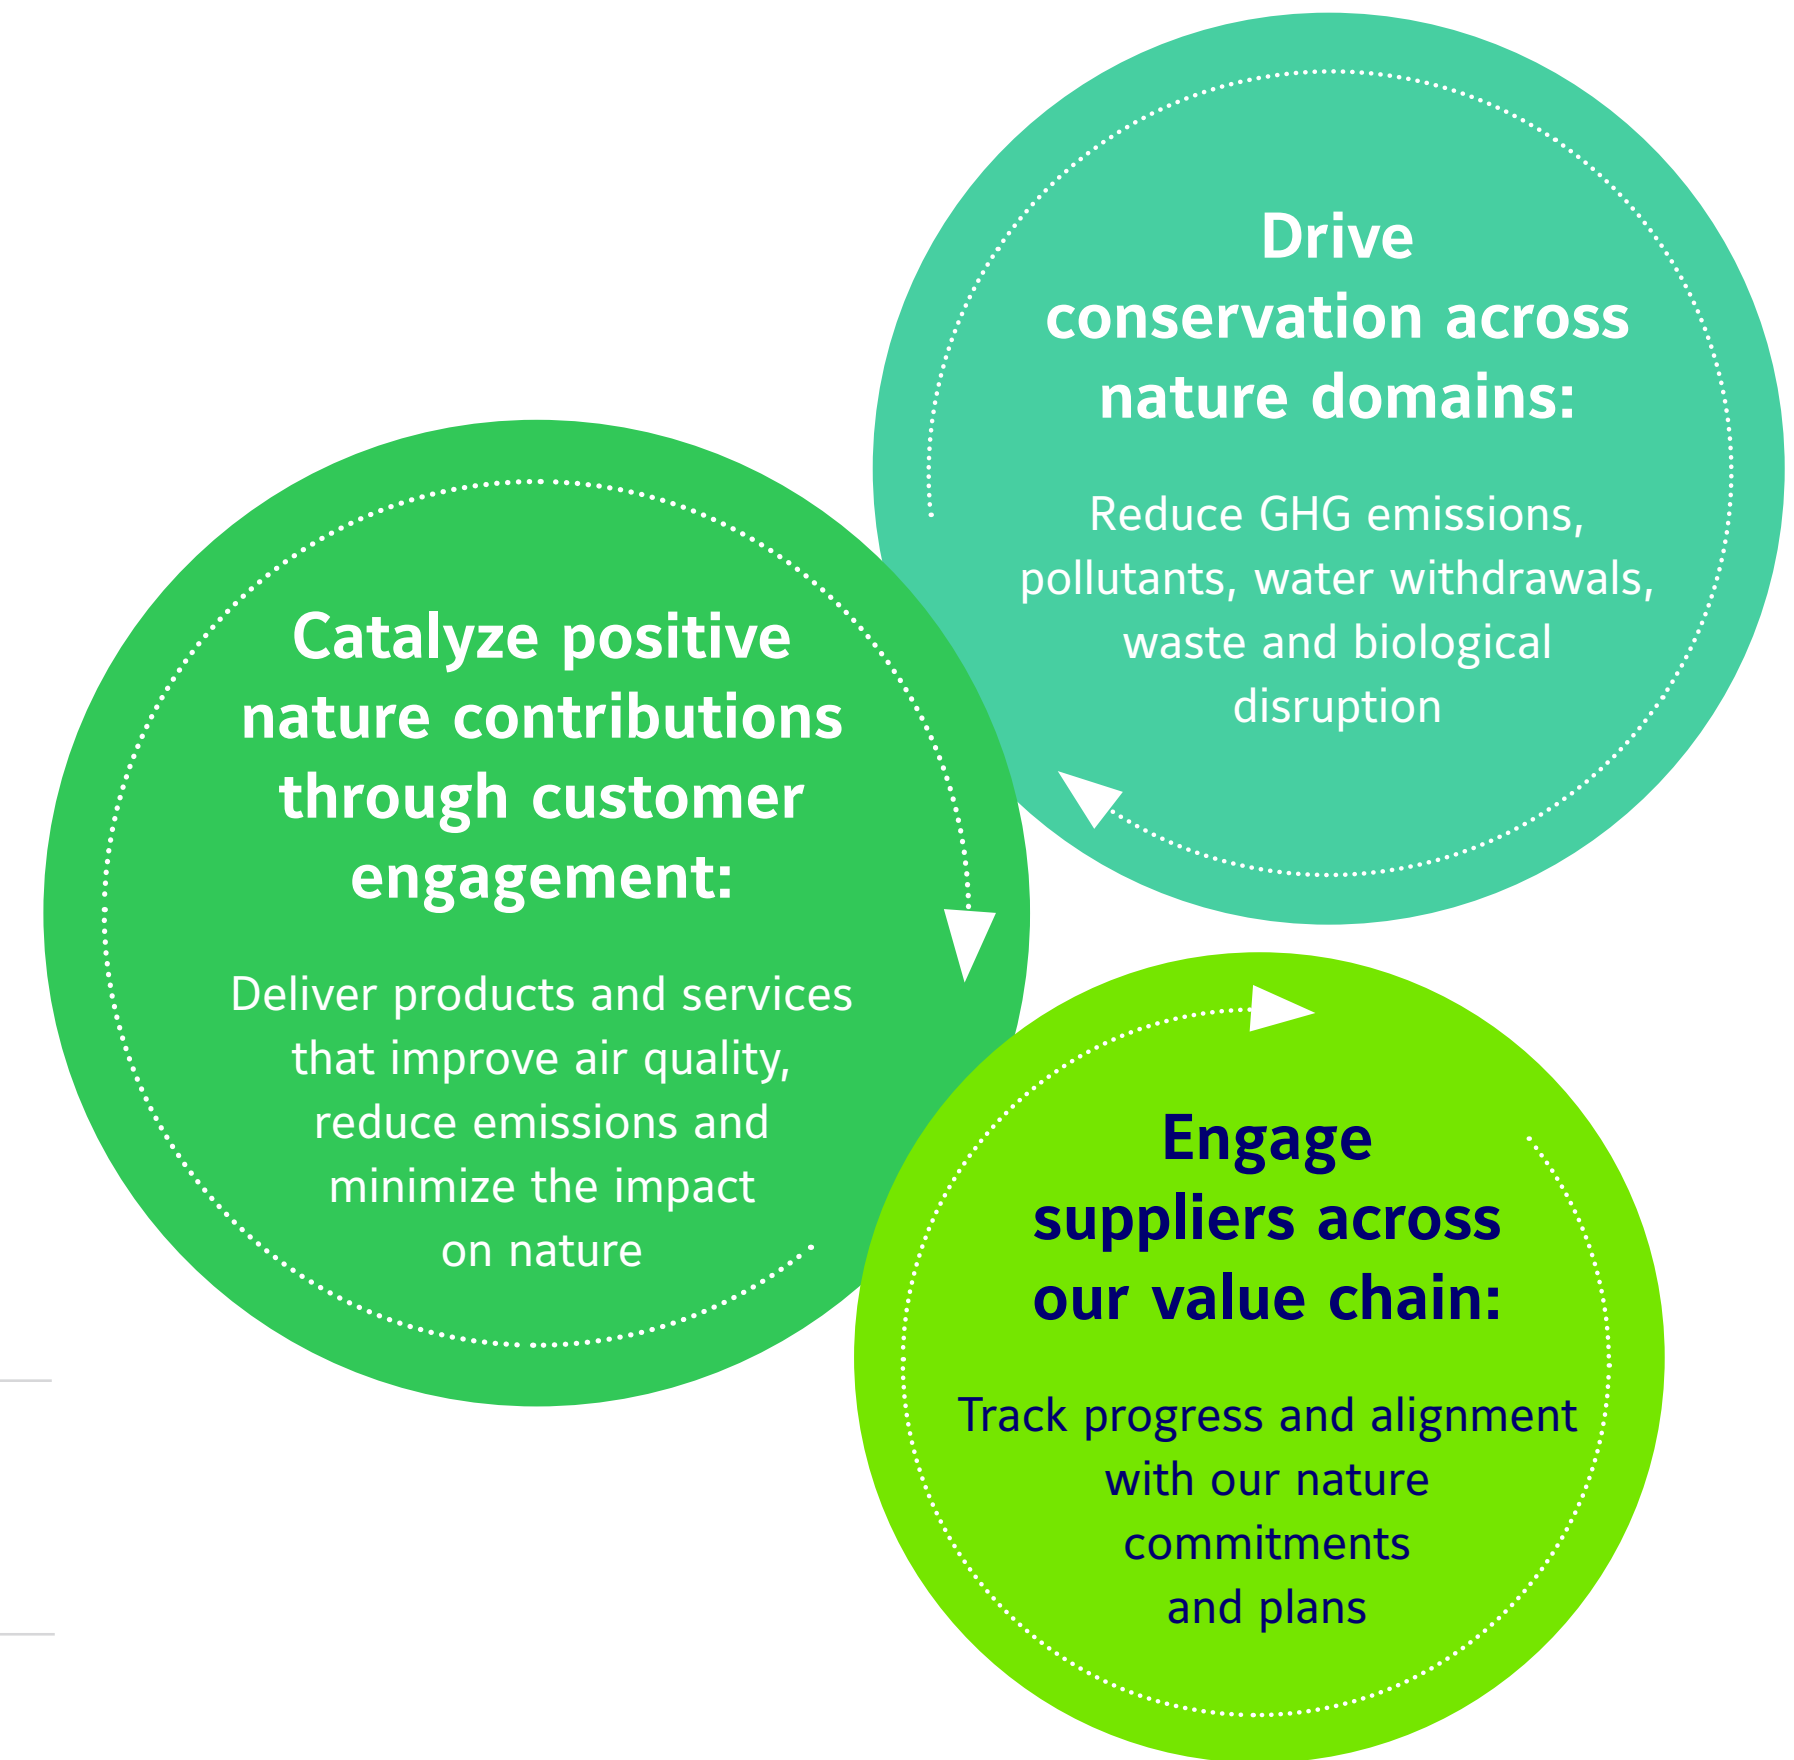 Drive
conservation across
nature domains:
Reduce GHG emissions,
pollutants, water withdrawals,
waste and biological
disruption
Catalyze positive
nature contributions
through customer
engagement:
Deliver products and services
that improve air quality,
reduce emissions and
minimize the impact
on nature
Engage
suppliers across
our value chain:
Track progress and alignment
with our nature
commitments
and plans